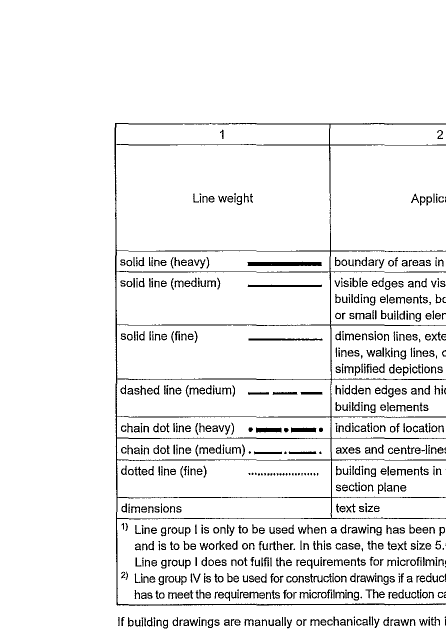 1 2
Line weight
solid line (heavy) boundary of areas in
solid line (medium) visible edges and vis
building elements, bo
or small building elen
solid line (fine) dimension lines, exte
lines, walking lines, c
simplified depictions
dashed line (medium) hidden edges and hid
building elements
chain dot line (heavy) indication of location
chain dot line (medium) axes and centre-lines
dotted line (fine) building elements in
section plane
dimensions text size
1) Line group I is only to be used when a drawing has been p
and is to be worked on further. In this case, the text size 5.
Line group I does not fulfil the requirements for microfilming
2) Line group IV is to be used for construction drawings if a reduct
has to meet the requirements for microfilming. The reduction ca
If building drawings are manually or mechanically drawn with i